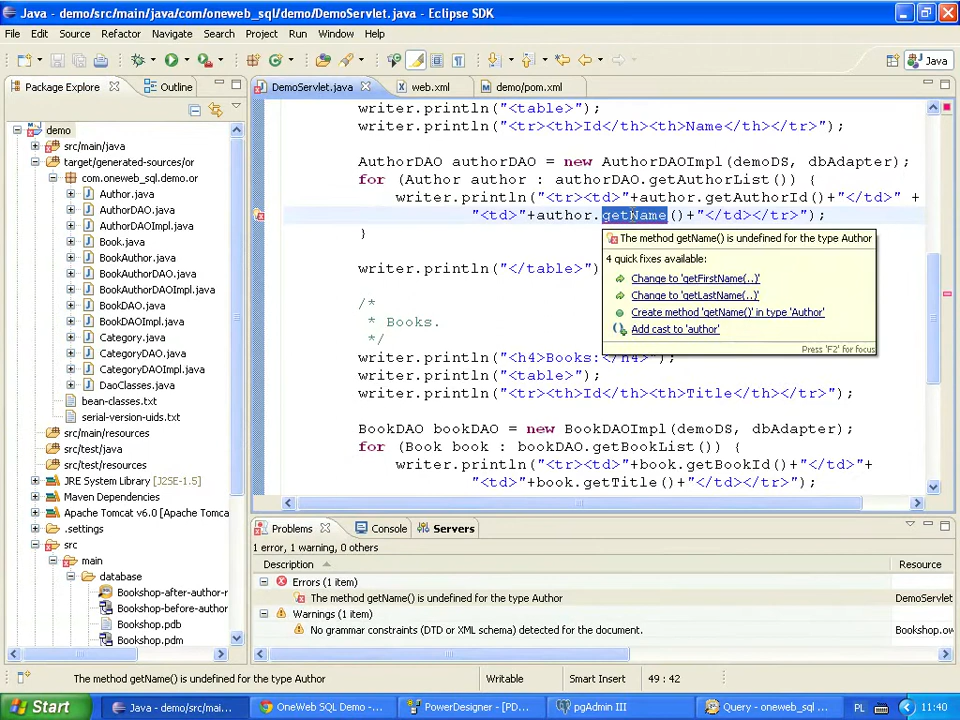 Java - demo/src/main/java/com/oneweb_sql/demo/DemoServlet.java - Eclipse SDK
File Edit Source Refactor Navigate Search Project Run Window Help
Java
Package Explorer Outline
DemoServlet.java web.xml demo/pom.xml
demo
src/main/java
target/generated-sources/or
com.oneweb_sql.demo.or
Author.java
AuthorDAO.java
AuthorDAOImpl.java
Book.java
BookAuthor.java
BookAuthorDAO.java
BookAuthorDAOImpl.java
BookDAO.java
BookDAOImpl.java
Category.java
CategoryDAO.java
CategoryDAOImpl.java
DaoClasses.java
bean-classes.txt
serial-version-uids.txt
src/main/resources
src/test/java
src/test/resources
JRE System Library [J2SE-1.5]
Maven Dependencies
Apache Tomcat v6.0 [Apache Tomca
.settings
src
main
database
Bookshop-after-author-r
Bookshop-before-author
Bookshop.pdb
Bookshop.pdm
writer.println("<table>");
writer.println("<tr><th>Id</th><th>Name</th></tr>");
AuthorDAO authorDAO = new AuthorDAOImpl(demoDS, dbAdapter);
for (Author author : authorDAO.getAuthorList()) {
writer.println("<tr><td>"+author.getAuthorId()+"</td>" +
"<td>"+author.getName()+"</td></tr>");
}
writer.println("</table>")
/*
* Books.
*/
writer.println("<h4>Books:</h4>");
writer.println("<table>");
writer.println("<tr><th>Id</th><th>Title</th></tr>");
BookDAO bookDAO = new BookDAOImpl(demoDS, dbAdapter);
for (Book book : bookDAO.getBookList()) {
writer.println("<tr><td>"+book.getBookId()+"</td>"+
"<td>"+book.getTitle()+"</td></tr>");
The method getName() is undefined for the type Author
4 quick fixes available:
Change to 'getFirstName(..)'
Change to 'getLastName(..)'
Create method 'getName()' in type 'Author'
Add cast to 'author'
Press 'F2' for focus
Problems Console Servers
1 error, 1 warning, 0 others
Description Resource
Errors (1 item)
The method getName() is undefined for the type Author DemoServlet
Warnings (1 item)
No grammar constraints (DTD or XML schema) detected for the document. Bookshop.ow
The method getName() is undefined for the type Author Writable Smart Insert 49 : 42
Start Java - demo/src/mai... OneWeb SQL Demo -... PowerDesigner - [PD... pgAdmin III Query - oneweb_sql ... PL 11:40